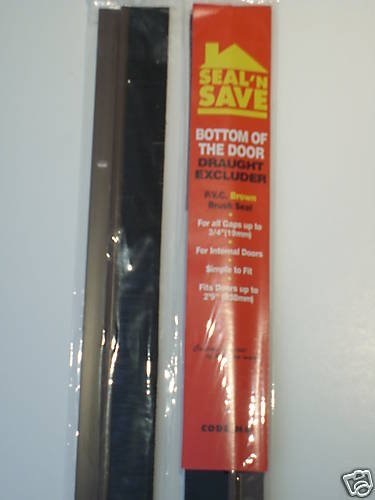 SEAL'N
SAVE
BOTTOM OF
THE DOOR
DRAUGHT
EXCLUDER
P.V.C. Brown
Brush Seal
For all Gaps up to
3/4"(19mm)
For Internal Doors
Simple to Fit
Fits Doors up to
2'9"
CODE